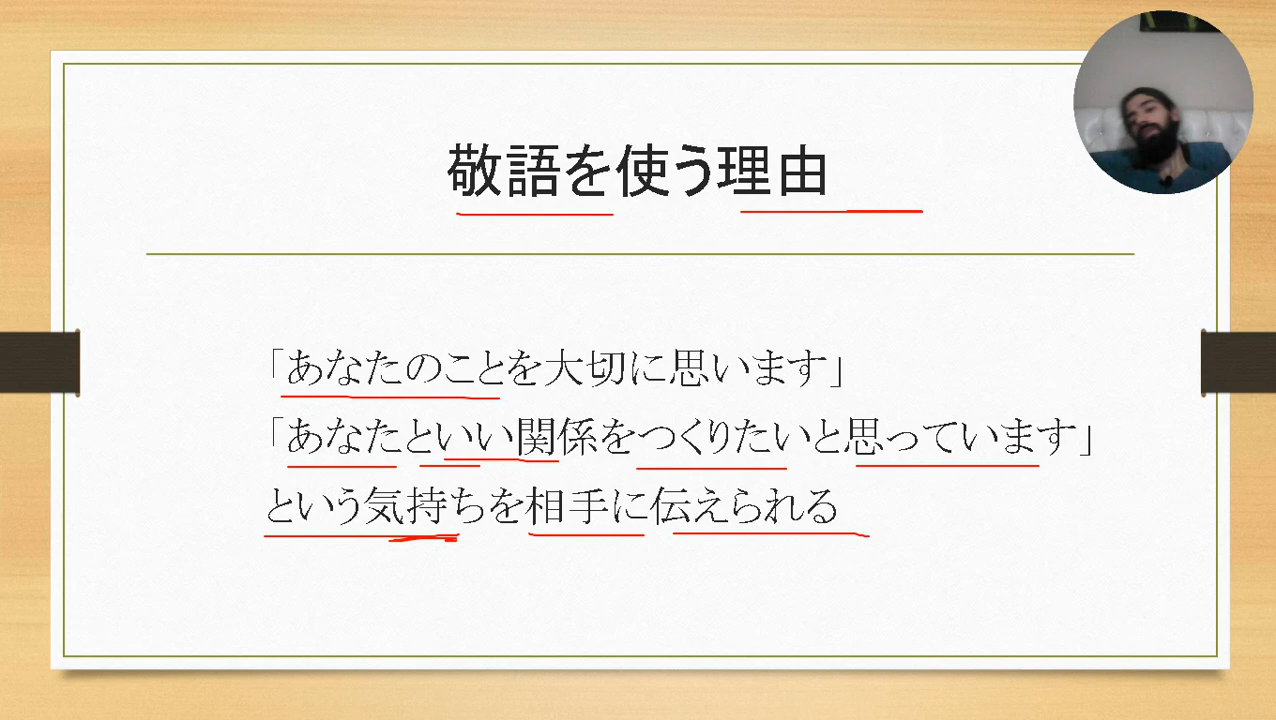 敬語を使う理由
「あなたのことを大切に思います」
「あなたといい関係をつくりたいと思っています」
という気持ちを相手に伝えられる